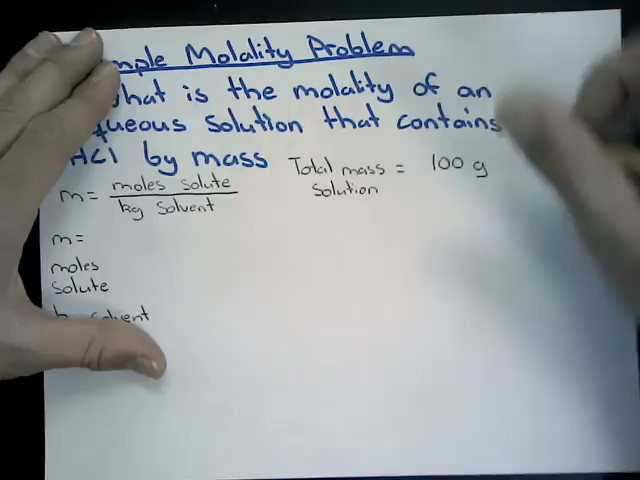 mple Molality Problem
hat is the molality of an
queous solution that contains
HCl by mass
m = moles solute / kg solvent
Total mass solution = 100 g
m =
moles
solute
solvent